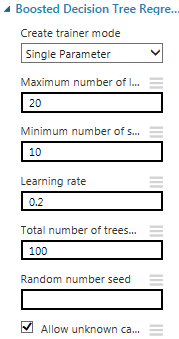 Boosted Decision Tree Regre...
Create trainer mode
Single Parameter
Maximum number of l...
20
Minimum number of s...
10
Learning rate
0.2
Total number of trees...
100
Random number seed
Allow unknown ca...